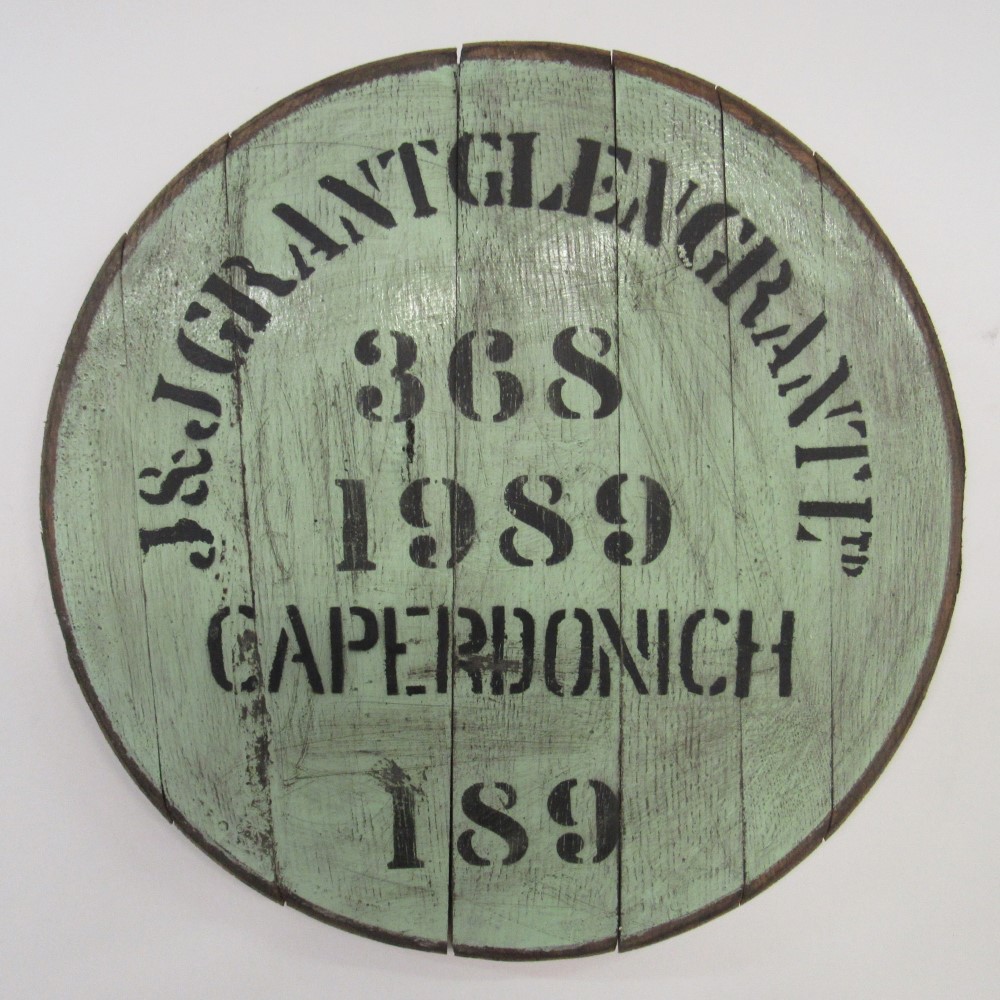 J&J GRANT GLEN GRANT LTD
368
1989
CAPERDONICH
189